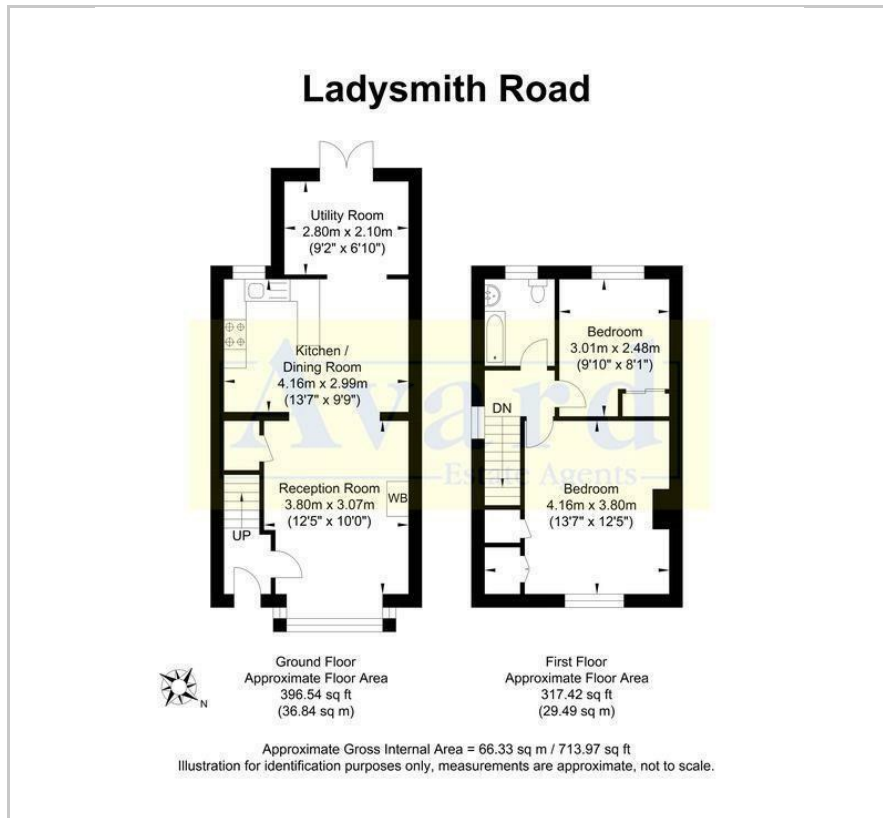 Ladysmith Road
Utility Room
2.80m x 2.10m
(9'2" x 6'10")
Kitchen /
Dining Room
4.16m x 2.99m
(13'7" x 9'9")
Reception Room
3.80m x 3.07m
(12'5" x 10'0")
WB
UP
Bedroom
3.01m x 2.48m
(9'10" x 8'1")
DN
Bedroom
4.16m x 3.80m
(13'7" x 12'5")
Avard
Estate Agents
N
Ground Floor
Approximate Floor Area
396.54 sq ft
(36.84 sq m)
First Floor
Approximate Floor Area
317.42 sq ft
(29.49 sq m)
Approximate Gross Internal Area = 66.33 sq m / 713.97 sq ft
Illustration for identification purposes only, measurements are approximate, not to scale.